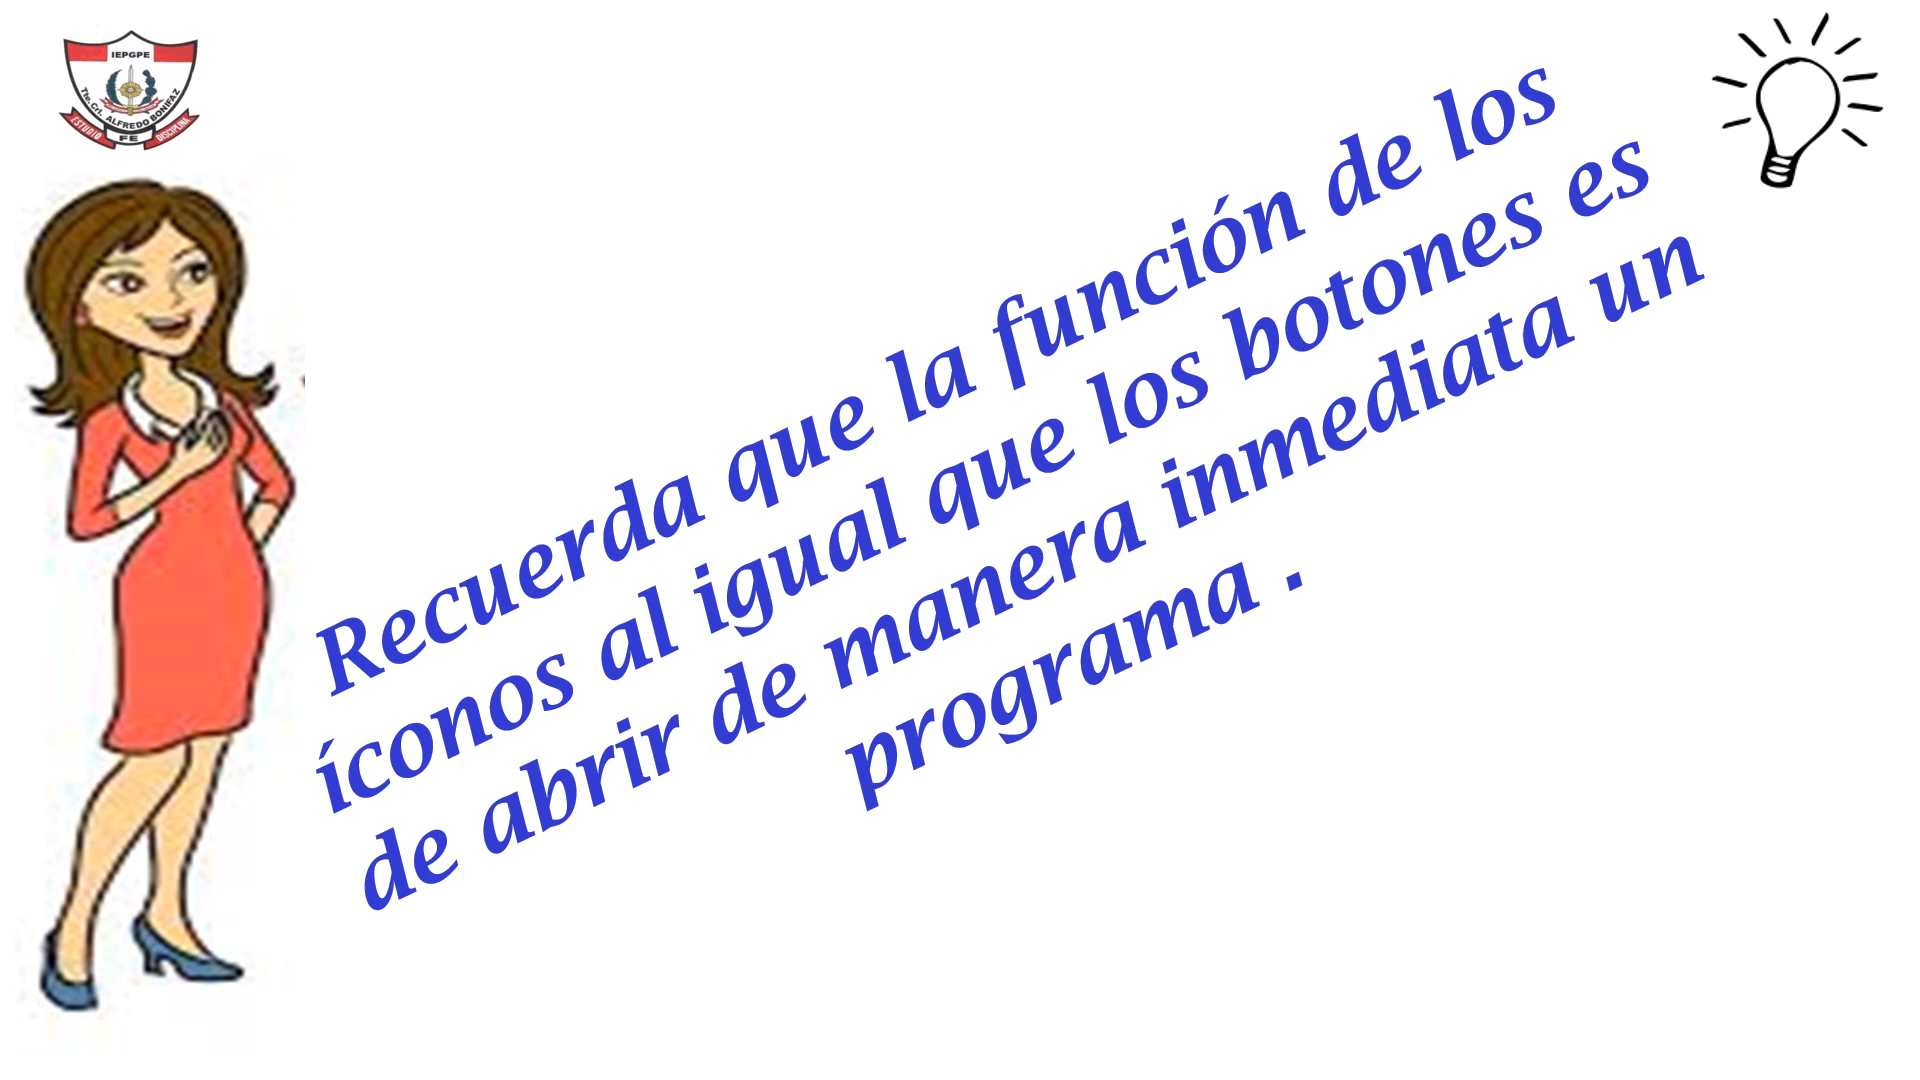 IEPGPE
Tte. Crl. ALFREDO BONIFAZ
ESTUDIO
FE
DISCIPLINA
Recuerda que la función de los
íconos al igual que los botones es
de abrir de manera inmediata un
programa .